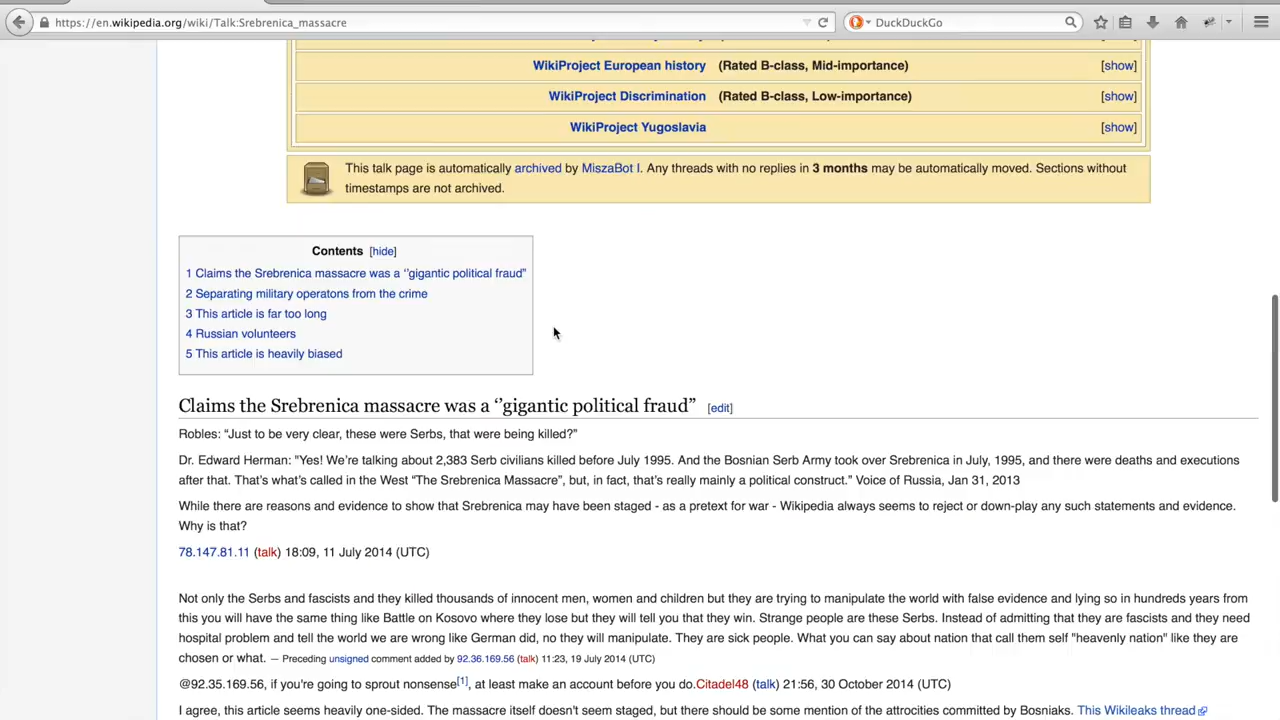 https://en.wikipedia.org/wiki/Talk:Srebrenica_massacre
DuckDuckGo
WikiProject European history (Rated B-class, Mid-importance) [show]
WikiProject Discrimination (Rated B-class, Low-importance) [show]
WikiProject Yugoslavia [show]
This talk page is automatically archived by MiszaBot I. Any threads with no replies in 3 months may be automatically moved. Sections without
timestamps are not archived.
Contents [hide]
1 Claims the Srebrenica massacre was a ‘’gigantic political fraud”
2 Separating military operatons from the crime
3 This article is far too long
4 Russian volunteers
5 This article is heavily biased
Claims the Srebrenica massacre was a ‘’gigantic political fraud” [edit]
Robles: “Just to be very clear, these were Serbs, that were being killed?”
Dr. Edward Herman: "Yes! We’re talking about 2,383 Serb civilians killed before July 1995. And the Bosnian Serb Army took over Srebrenica in July, 1995, and there were deaths and executions
after that. That’s what’s called in the West “The Srebrenica Massacre”, but, in fact, that’s really mainly a political construct.” Voice of Russia, Jan 31, 2013
While there are reasons and evidence to show that Srebrenica may have been staged - as a pretext for war - Wikipedia always seems to reject or down-play any such statements and evidence.
Why is that?
78.147.81.11 (talk) 18:09, 11 July 2014 (UTC)
Not only the Serbs and fascists and they killed thousands of innocent men, women and children but they are trying to manipulate the world with false evidence and lying so in hundreds years from
this you will have the same thing like Battle on Kosovo where they lose but they will tell you that they win. Strange people are these Serbs. Instead of admitting that they are fascists and they need
hospital problem and tell the world we are wrong like German did, no they will manipulate. They are sick people. What you can say about nation that call them self "heavenly nation" like they are
chosen or what. — Preceding unsigned comment added by 92.36.169.56 (talk) 11:23, 19 July 2014 (UTC)
@92.35.169.56, if you're going to sprout nonsense[1], at least make an account before you do.Citadel48 (talk) 21:56, 30 October 2014 (UTC)
I agree, this article seems heavily one-sided. The massacre itself doesn't seem staged, but there should be some mention of the attrocities committed by Bosniaks. This Wikileaks thread